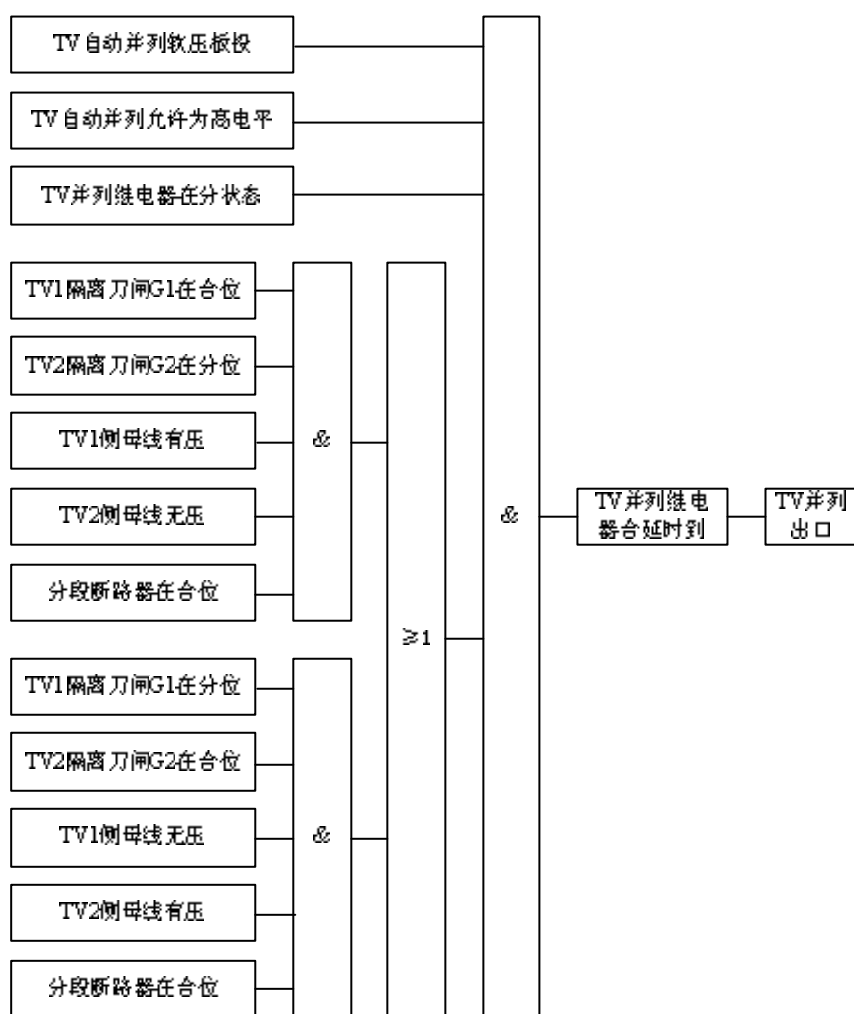 TV自动并列软压板投
TV自动并列允许为高电平
TV并列继电器在分状态
TV1隔离刀闸G1在合位
TV2隔离刀闸G2在分位
TV1侧母线有压
&
TV2侧母线无压
分段断路器在合位
&
TV并列继电
器合延时到
TV并列
出口
≥1
TV1隔离刀闸G1在分位
TV2隔离刀闸G2在合位
TV1侧母线无压
&
TV2侧母线有压
分段断路器在合位